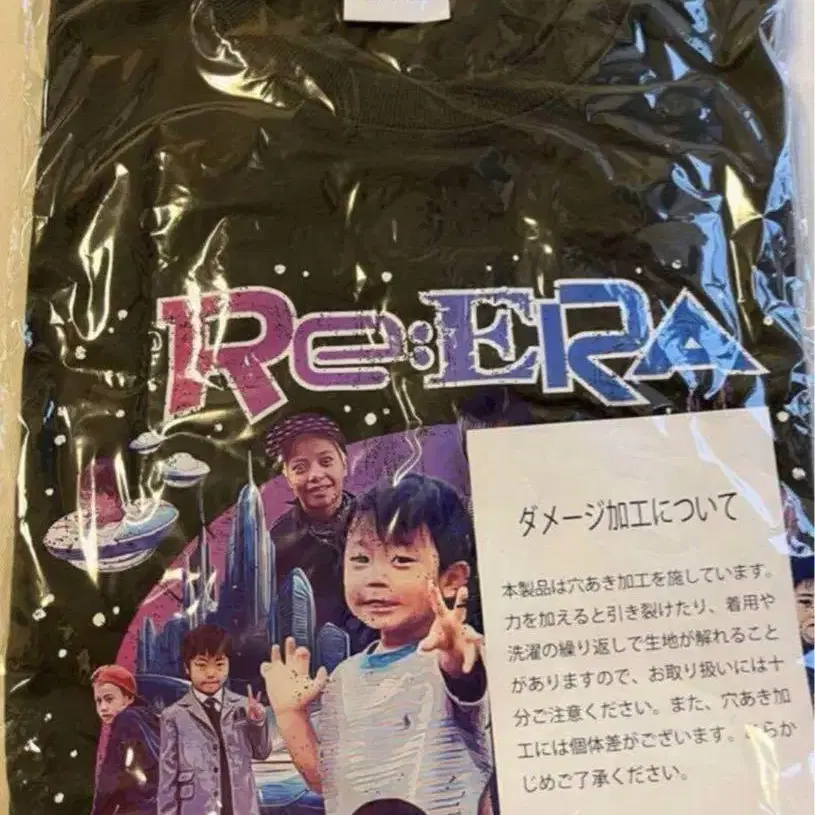 Re:ERA
ダメージ加工について
本製品は穴あき加工を施しています。
力を加えると引き裂けたり、着用や
洗濯の繰り返しで生地が解れること
がありますので、お取り扱いには十
分ご注意ください。また、穴あき加
工には個体差がございます。 らか
じめご了承ください。